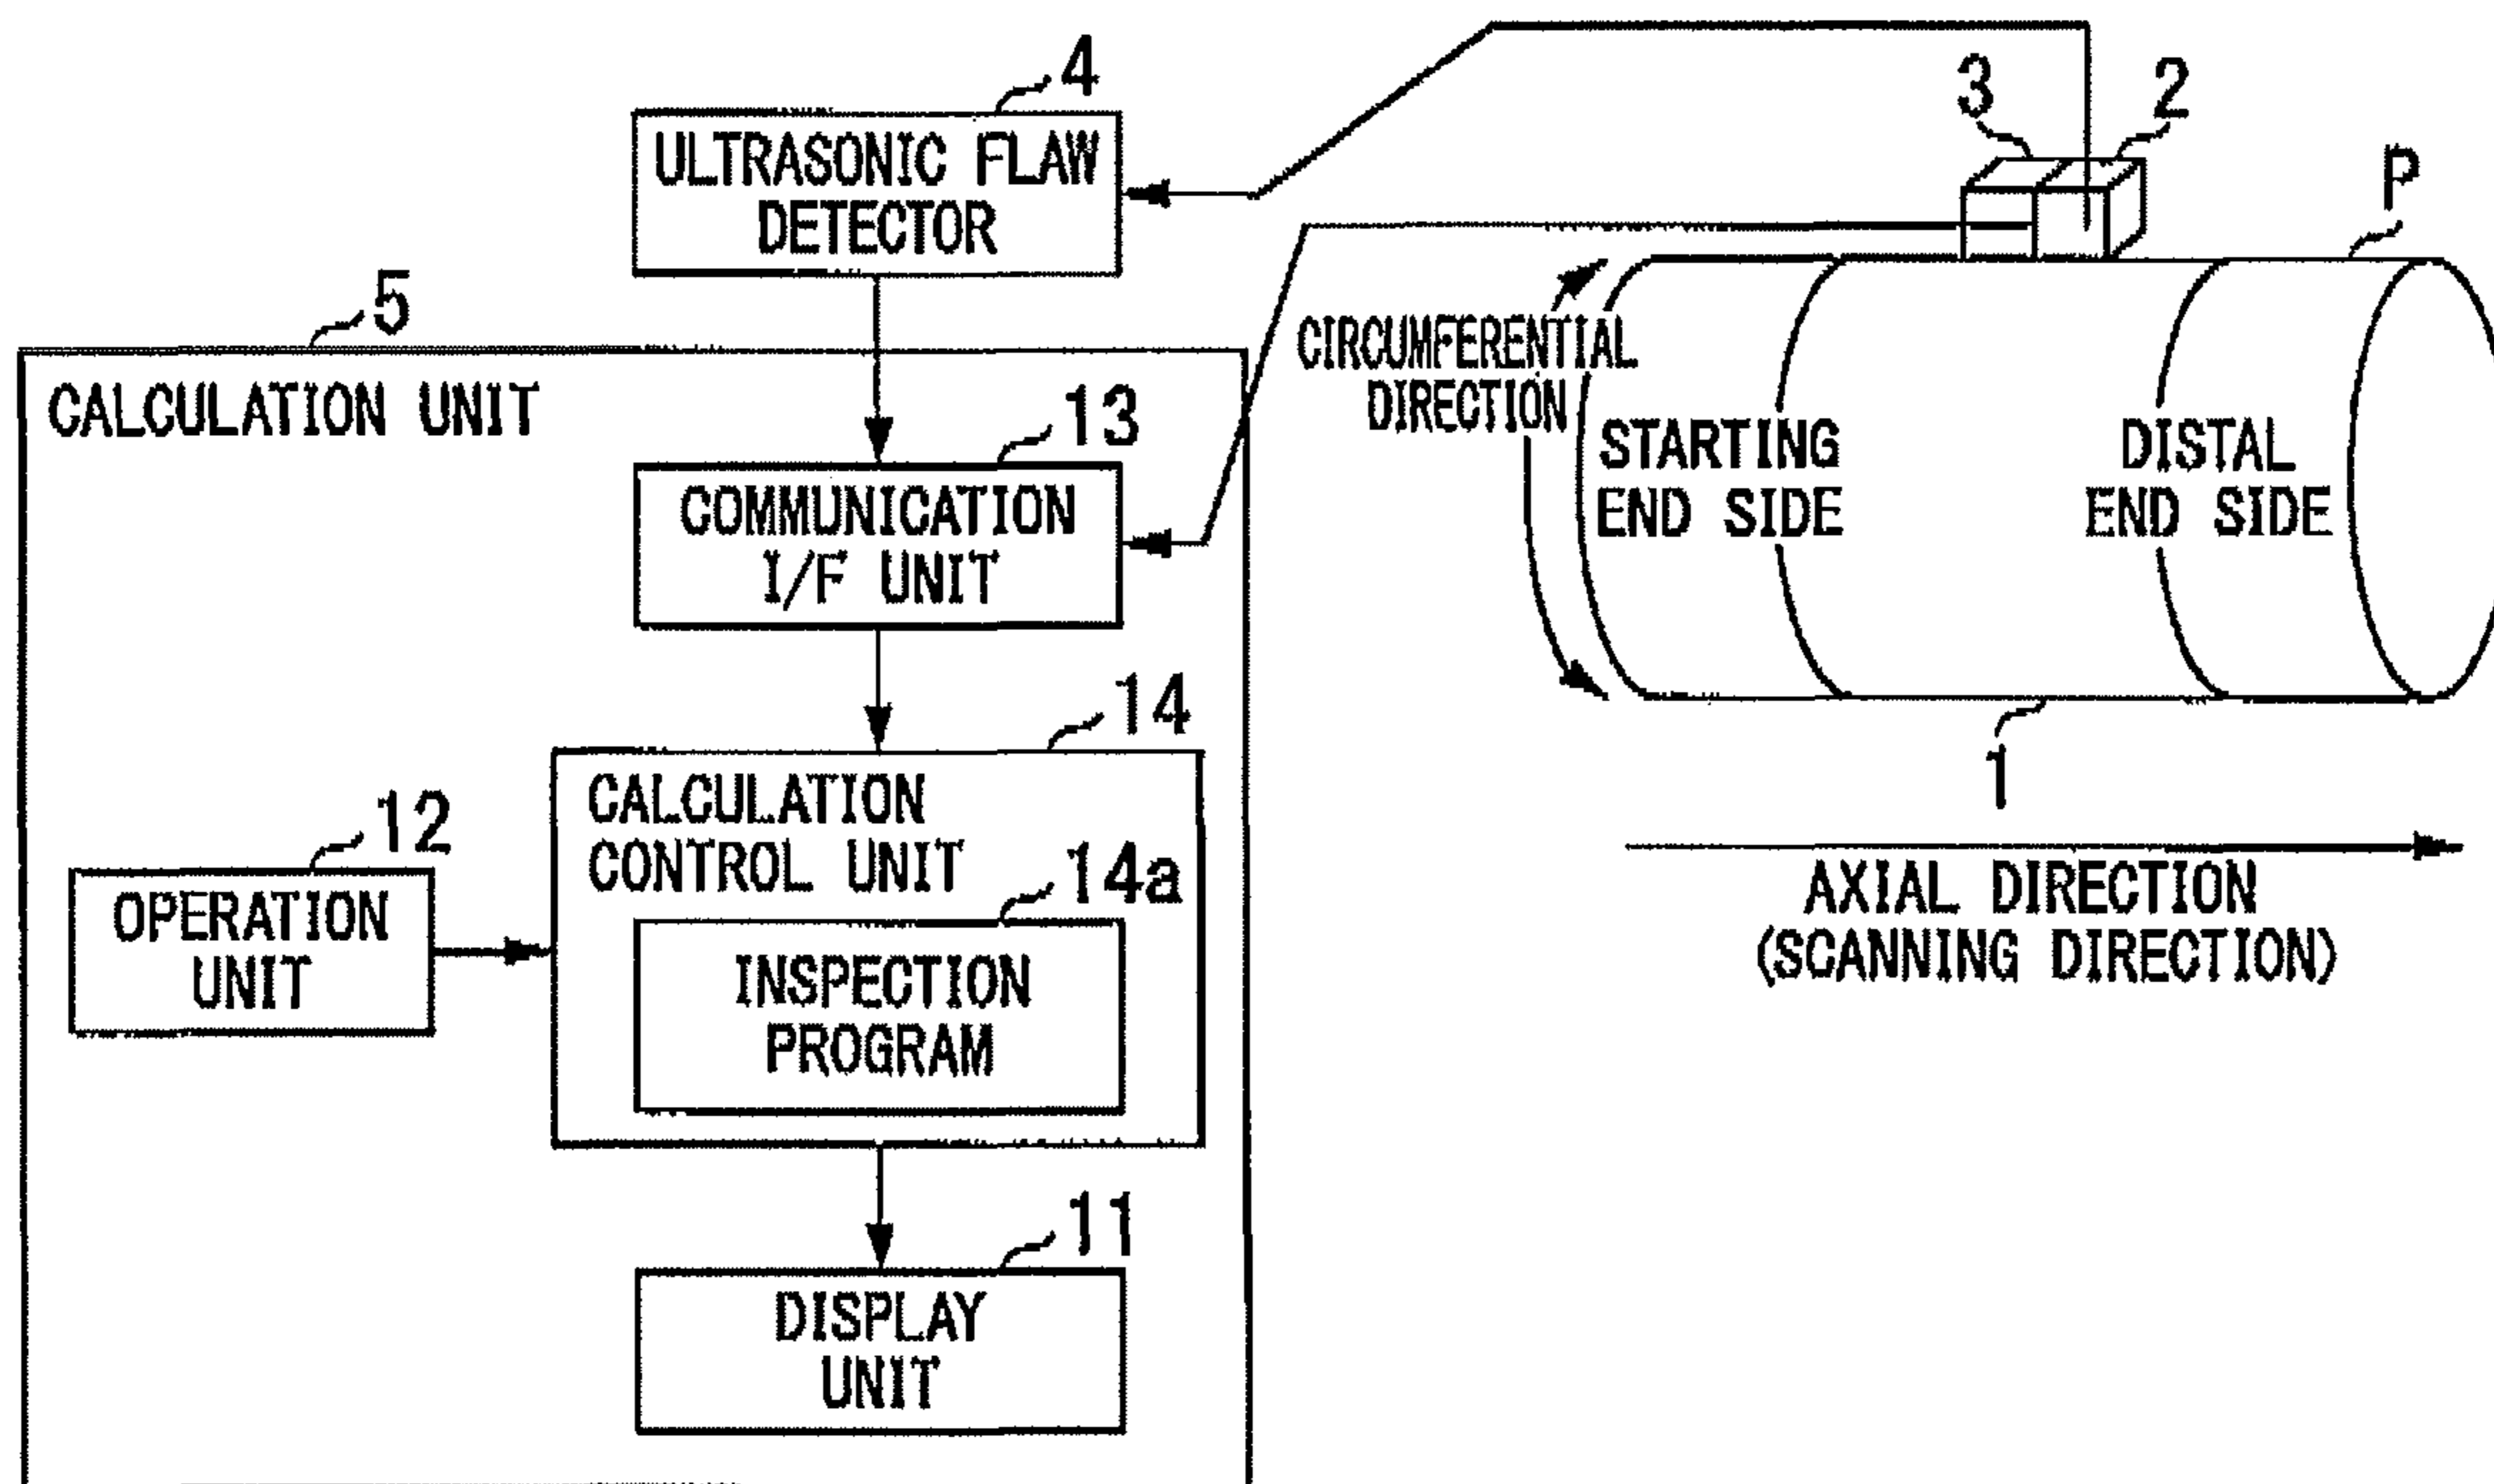 4
ULTRASONIC FLAW
DETECTOR
3
2
P
5
CALCULATION UNIT
13
COMMUNICATION
I/F UNIT
CIRCUMFERENTIAL
DIRECTION
STARTING
END SIDE
DISTAL
END SIDE
1
AXIAL DIRECTION
(SCANNING DIRECTION)
14
CALCULATION
CONTROL UNIT
12
OPERATION
UNIT
14a
INSPECTION
PROGRAM
11
DISPLAY
UNIT